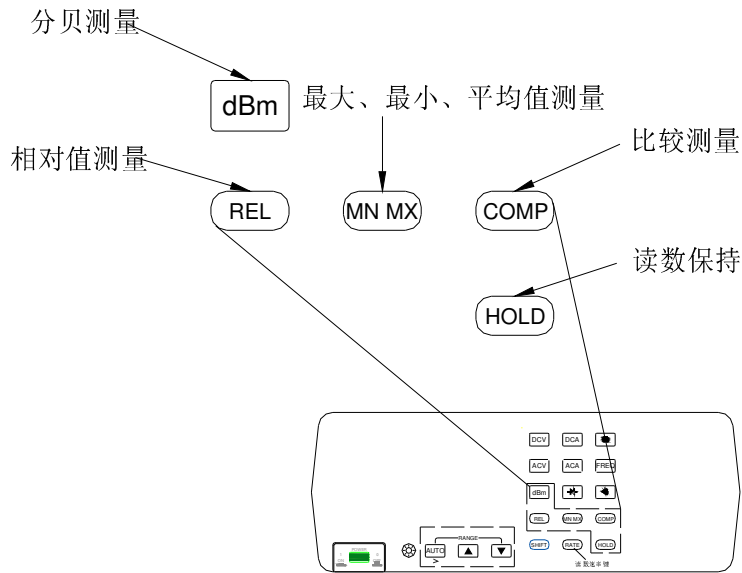 分贝测量
dBm
最大、最小、平均值测量
比较测量
相对值测量
REL
MN MX
COMP
读数保持
HOLD
DCV
DCA
ACV
ACA
FREQ
dBm
REL
MN MX
COMP
POWER
RANGE
AUTO
SHIFT
RATE
HOLD
读数速率键